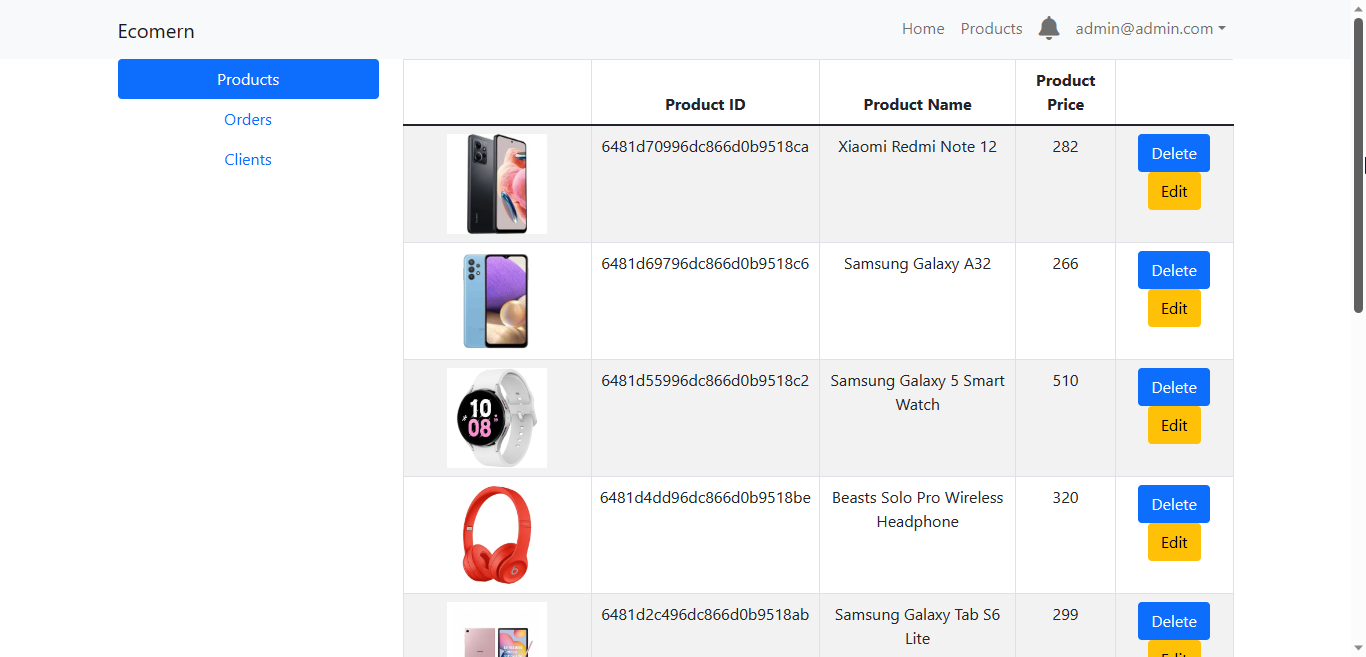 Ecomern
Home Products admin@admin.com
Products
Orders
Clients
Product ID Product Name Product
Price
6481d70996dc866d0b9518ca Xiaomi Redmi Note 12 282 Delete
Edit
6481d69796dc866d0b9518c6 Samsung Galaxy A32 266 Delete
Edit
6481d55996dc866d0b9518c2 Samsung Galaxy 5 Smart 510 Delete
Watch
Edit
10
08
6481d4dd96dc866d0b9518be Beasts Solo Pro Wireless 320 Delete
Headphone
Edit
6481d2c496dc866d0b9518ab Samsung Galaxy Tab S6 299 Delete
Lite
Edit